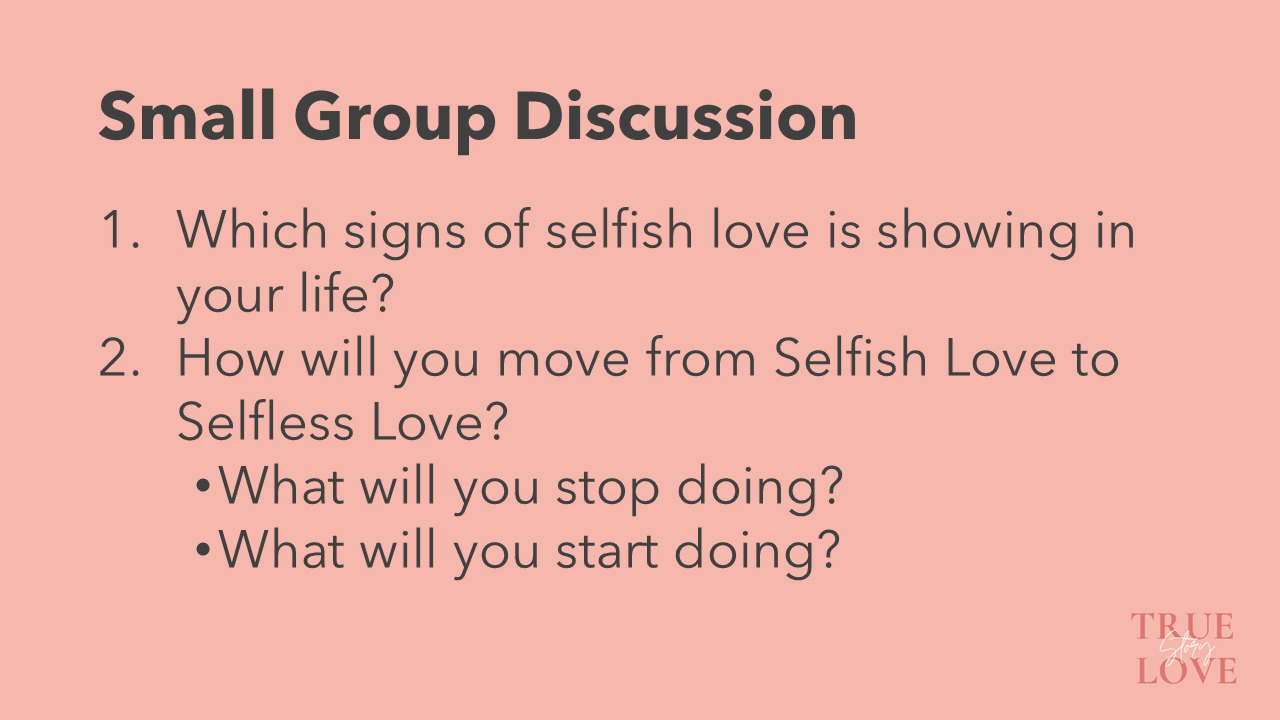 Small Group Discussion
1. Which signs of selfish love is showing in
your life?
2. How will you move from Selfish Love to
Selfless Love?
•What will you stop doing?
•What will you start doing?
TRUE
Story
LOVE